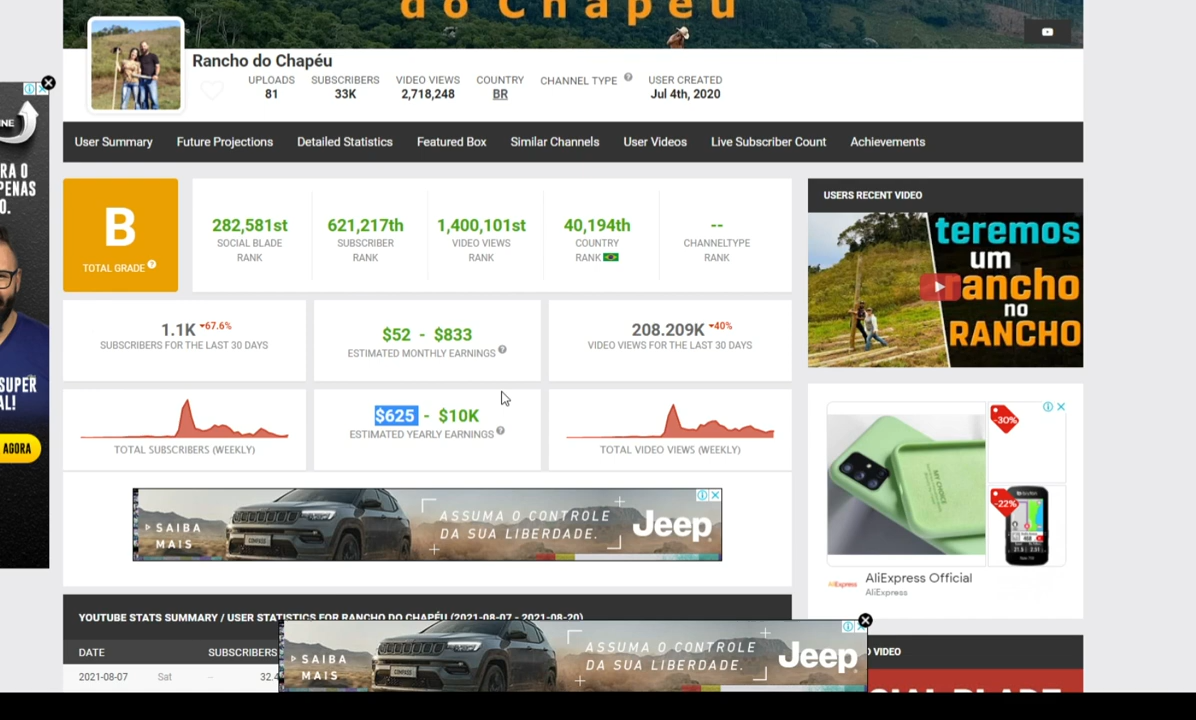 do Chapéu
Rancho do Chapéu
UPLOADS
81
SUBSCRIBERS
33K
VIDEO VIEWS
2,718,248
COUNTRY
BR
CHANNEL TYPE
USER CREATED
Jul 4th, 2020
User Summary
Future Projections
Detailed Statistics
Featured Box
Similar Channels
User Videos
Live Subscriber Count
Achievements
RA O
PENAS
O.
SUPER
AL!
AGORA
B
TOTAL GRADE
282,581st
SOCIAL BLADE
RANK
621,217th
SUBSCRIBER
RANK
1,400,101st
VIDEO VIEWS
RANK
40,194th
COUNTRY
RANK
--
CHANNELTYPE
RANK
1.1K -67.6%
SUBSCRIBERS FOR THE LAST 30 DAYS
$52 - $833
ESTIMATED MONTHLY EARNINGS
208.209K -40%
VIDEO VIEWS FOR THE LAST 30 DAYS
TOTAL SUBSCRIBERS (WEEKLY)
$625 - $10K
ESTIMATED YEARLY EARNINGS
TOTAL VIDEO VIEWS (WEEKLY)
USERS RECENT VIDEO
teremos
um
rancho
no
RANCHO
SAIBA
MAIS
ASSUMA O CONTROLE
DA SUA LIBERDADE.
Jeep
-30%
-22%
AliExpress
AliExpress Official
AliExpress
YOUTUBE STATS SUMMARY / USER STATISTICS FOR RANCHO DO CHAPÉU (2021-08-07 - 2021-08-20)
DATE
SUBSCRIBERS
2021-08-07
Sat
--
32.4
SAIBA
MAIS
ASSUMA O CONTROLE
DA SUA LIBERDADE.
Jeep
VIDEO